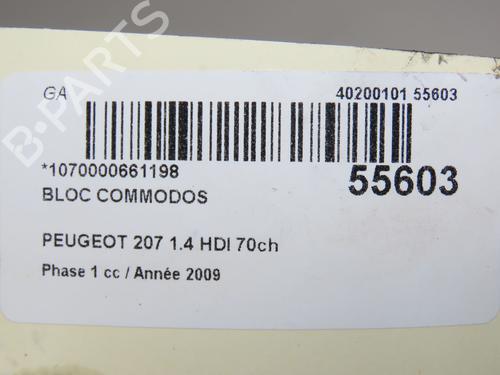 B-PARTS
GA 40200101 55603
*1070000661198 55603
BLOC COMMODOS
PEUGEOT 207 1.4 HDI 70ch
Phase 1 cc / Année 2009